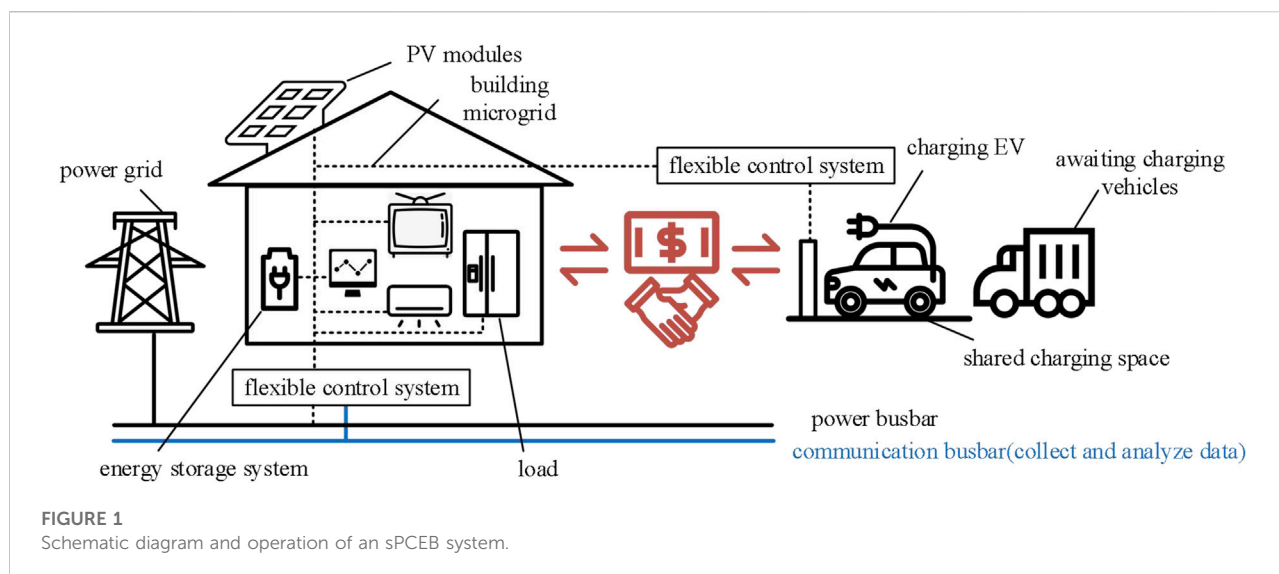 PV modules
building
microgrid
power grid
flexible control system
charging EV
awaiting charging
vehicles
$
shared charging space
flexible control system
power busbar
communication busbar(collect and analyze data)
energy storage system
load
FIGURE 1
Schematic diagram and operation of an sPCEB system.